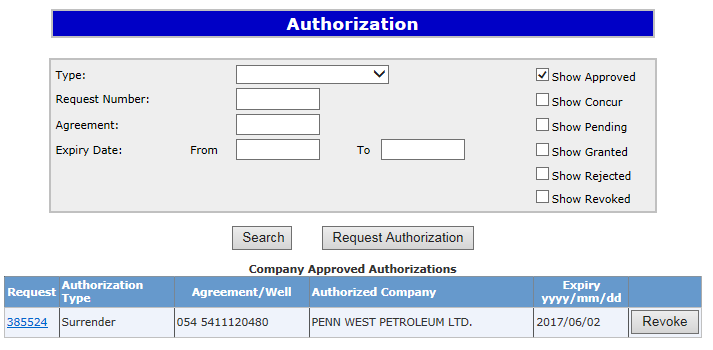 Authorization
Type: Show Approved
Request Number: Show Concur
Agreement: Show Pending
Expiry Date: From To Show Granted
Show Rejected
Show Revoked
Search Request Authorization
Company Approved Authorizations
Request Authorization Type Agreement/Well Authorized Company Expiry yyyy/mm/dd
385524 Surrender 054 5411120480 PENN WEST PETROLEUM LTD. 2017/06/02 Revoke